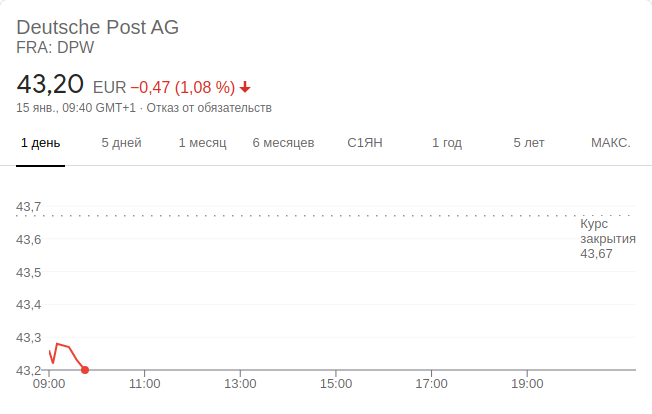 Deutsche Post AG
FRA: DPW
43,20 EUR −0,47 (1,08 %)
15 янв., 09:40 GMT+1 · Отказ от обязательств
1 день 5 дней 1 месяц 6 месяцев С1ЯН 1 год 5 лет МАКС.
43,7
Курс
43,6 закрытия
43,67
43,5
43,4
43,3
43,2
09:00 11:00 13:00 15:00 17:00 19:00